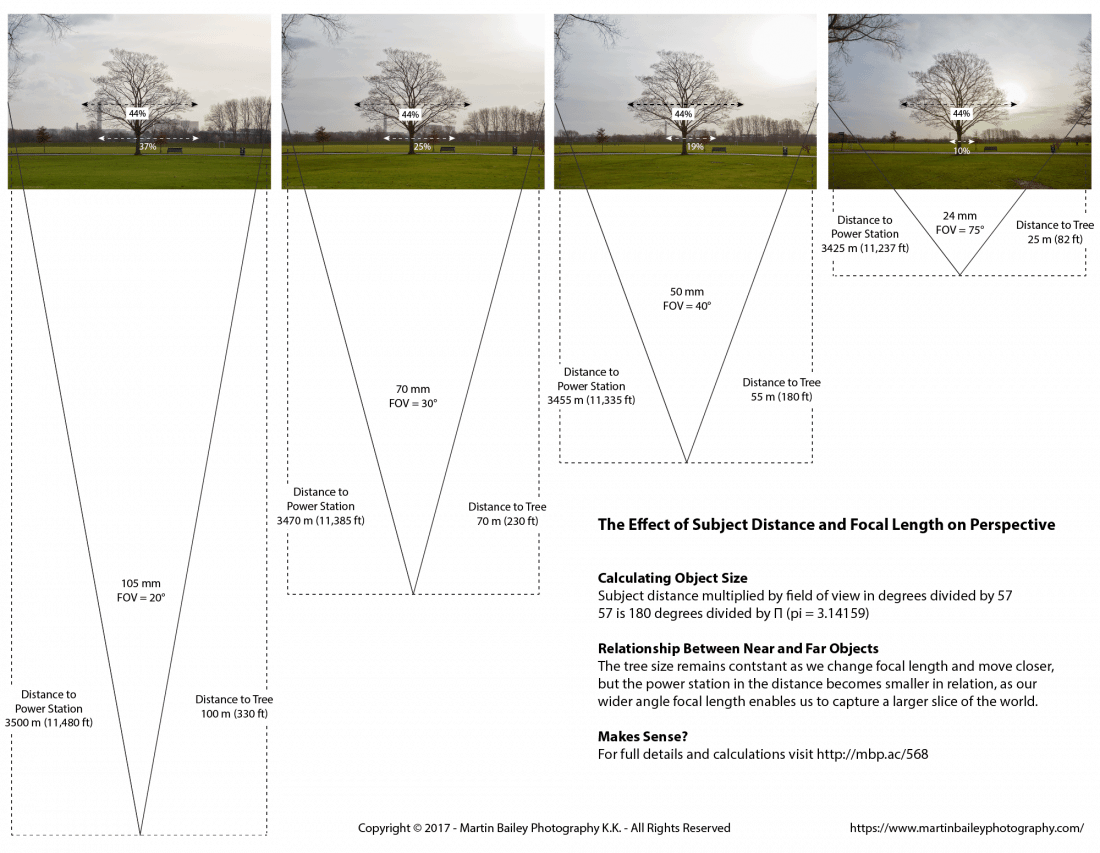 44%
37%
44%
25%
44%
19%
44%
10%
105 mm
FOV = 20°
Distance to
Power Station
3500 m (11,480 ft)
Distance to Tree
100 m (330 ft)
70 mm
FOV = 30°
Distance to
Power Station
3470 m (11,385 ft)
Distance to Tree
70 m (230 ft)
50 mm
FOV = 40°
Distance to
Power Station
3455 m (11,335 ft)
Distance to Tree
55 m (180 ft)
24 mm
FOV = 75°
Distance to
Power Station
3425 m (11,237 ft)
Distance to Tree
25 m (82 ft)
The Effect of Subject Distance and Focal Length on Perspective
Calculating Object Size
Subject distance multiplied by field of view in degrees divided by 57
57 is 180 degrees divided by Π (pi = 3.14159)
Relationship Between Near and Far Objects
The tree size remains contstant as we change focal length and move closer,
but the power station in the distance becomes smaller in relation, as our
wider angle focal length enables us to capture a larger slice of the world.
Makes Sense?
For full details and calculations visit http://mbp.ac/568
Copyright © 2017 - Martin Bailey Photography K.K. - All Rights Reserved
https://www.martinbaileyphotography.com/